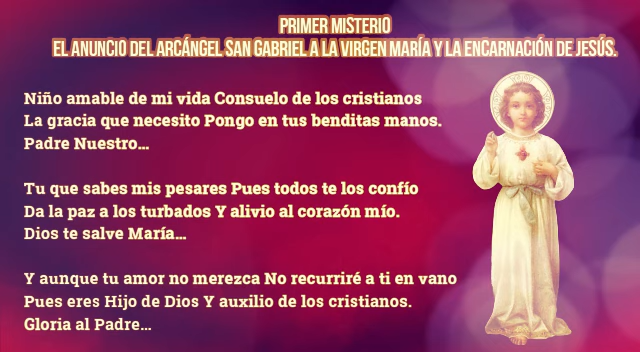 PRIMER MISTERIO
EL ANUNCIO DEL ARCÁNGEL SAN GABRIEL A LA VIRGEN MARÍA Y LA ENCARNACIÓN DE JESÚS.
Niño amable de mi vida Consuelo de los cristianos
La gracia que necesito Pongo en tus benditas manos.
Padre Nuestro...
Tu que sabes mis pesares Pues todos te los confío
Da la paz a los turbados Y alivio al corazón mío.
Dios te salve María...
Y aunque tu amor no merezca No recurriré a ti en vano
Pues eres Hijo de Dios Y auxilio de los cristianos.
Gloria al Padre...